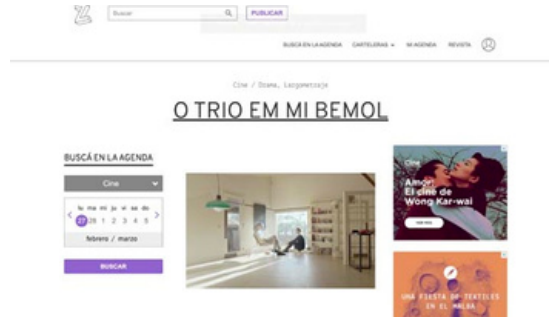 Buscar
PUBLICAR
BUSCÁ EN LA AGENDA CARTELERAS MI AGENDA REVISTA
Cine / Drama, Largometraje
O TRIO EM MI BEMOL
BUSCÁ EN LA AGENDA
Cine
lu ma mi ju vi sa do
27 28 1 2 3 4 5
febrero / marzo
BUSCAR
Cine
Amor:
El cine de
Wong Kar-wai
UNA FIESTA DE TEXTILES
EN EL MALBA